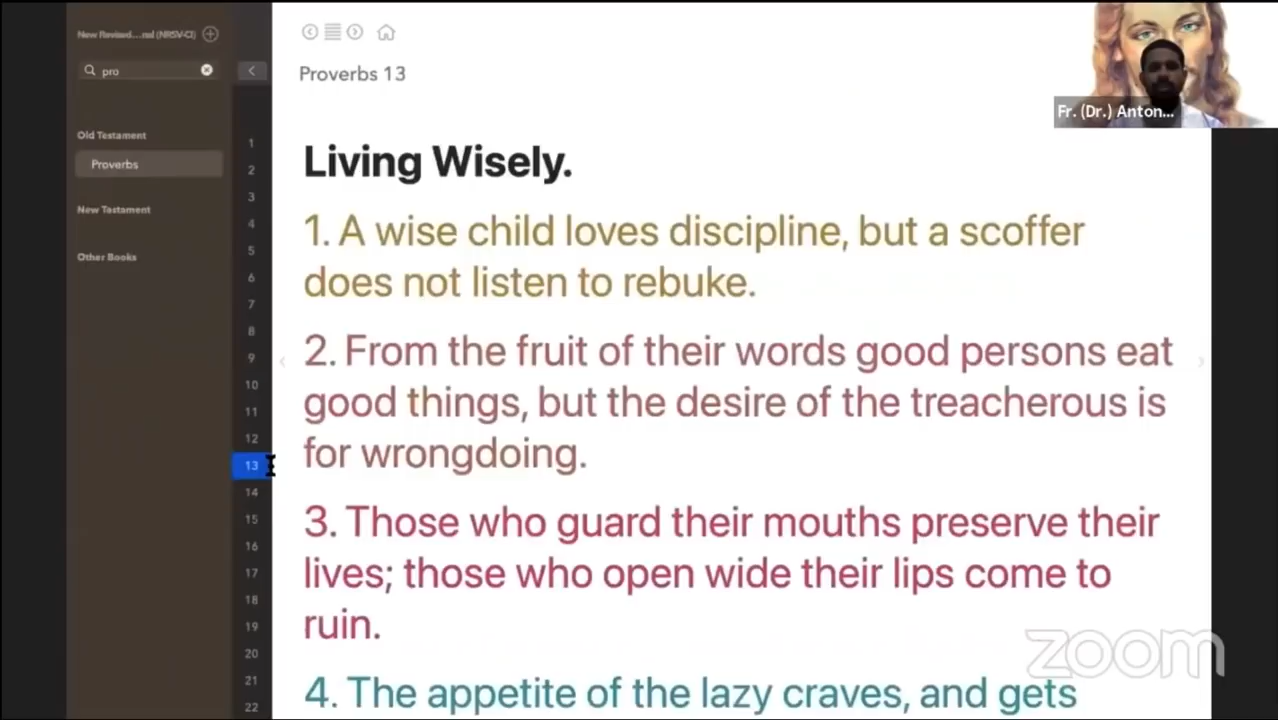 New Revised...nal (NRSV-CI)
pro
Old Testament
Proverbs
New Testament
Other Books
1
2
3
4
5
6
7
8
9
10
11
12
13
14
15
16
17
18
19
20
21
22
Proverbs 13
Living Wisely.
1. A wise child loves discipline, but a scoffer
does not listen to rebuke.
2. From the fruit of their words good persons eat
good things, but the desire of the treacherous is
for wrongdoing.
3. Those who guard their mouths preserve their
lives; those who open wide their lips come to
ruin.
4. The appetite of the lazy craves, and gets
Fr. (Dr.) Anton...
zoom